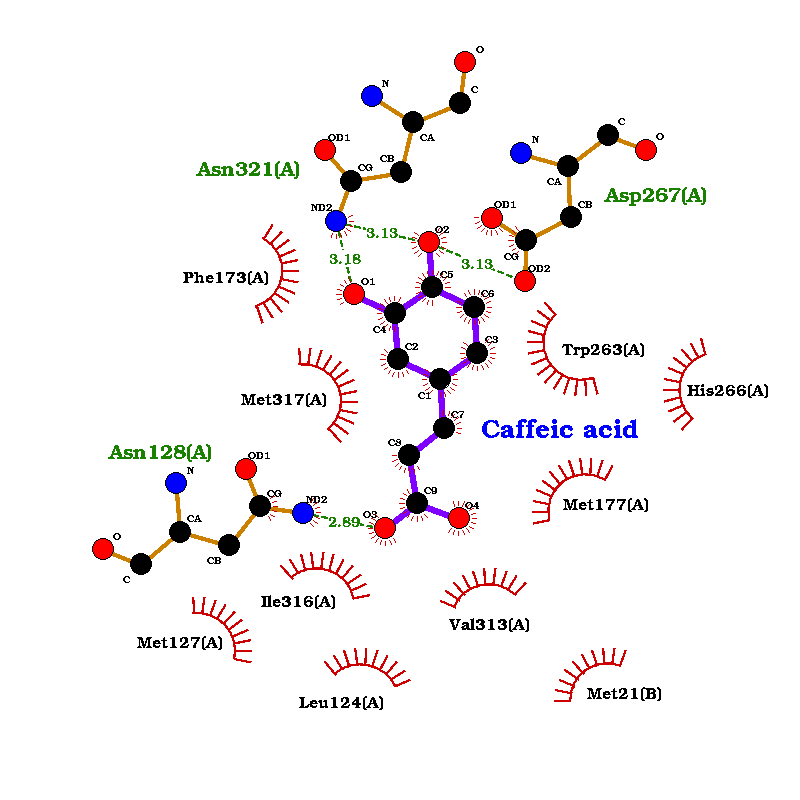 O
N
C
CA
OD1
CG
CB
Asn321(A)
ND2
N
C
O
CA
Asp267(A)
OD1
CB
CG
OD2
3.13
O2
3.13
3.18
Phe173(A)
O1
C5
C6
C4
C2
C3
C1
Trp263(A)
His266(A)
Met317(A)
C7
Caffeic acid
C8
Asn128(A)
OD1
N
CG
ND2
C9
O4
O3
2.89
Met177(A)
CA
O
CB
C
Ile316(A)
Val313(A)
Met127(A)
Leu124(A)
Met21(B)